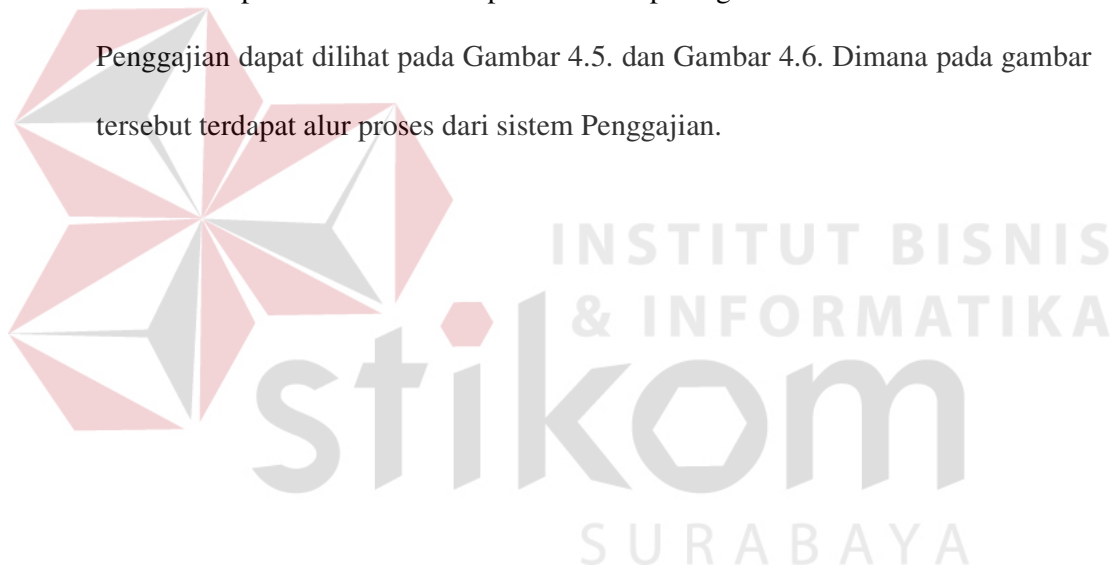 Penggajian dapat dilihat pada Gambar 4.5. dan Gambar 4.6. Dimana pada gambar
tersebut terdapat alur proses dari sistem Penggajian.
INSTITUT BISNIS
& INFORMATIKA
stikom
SURABAYA